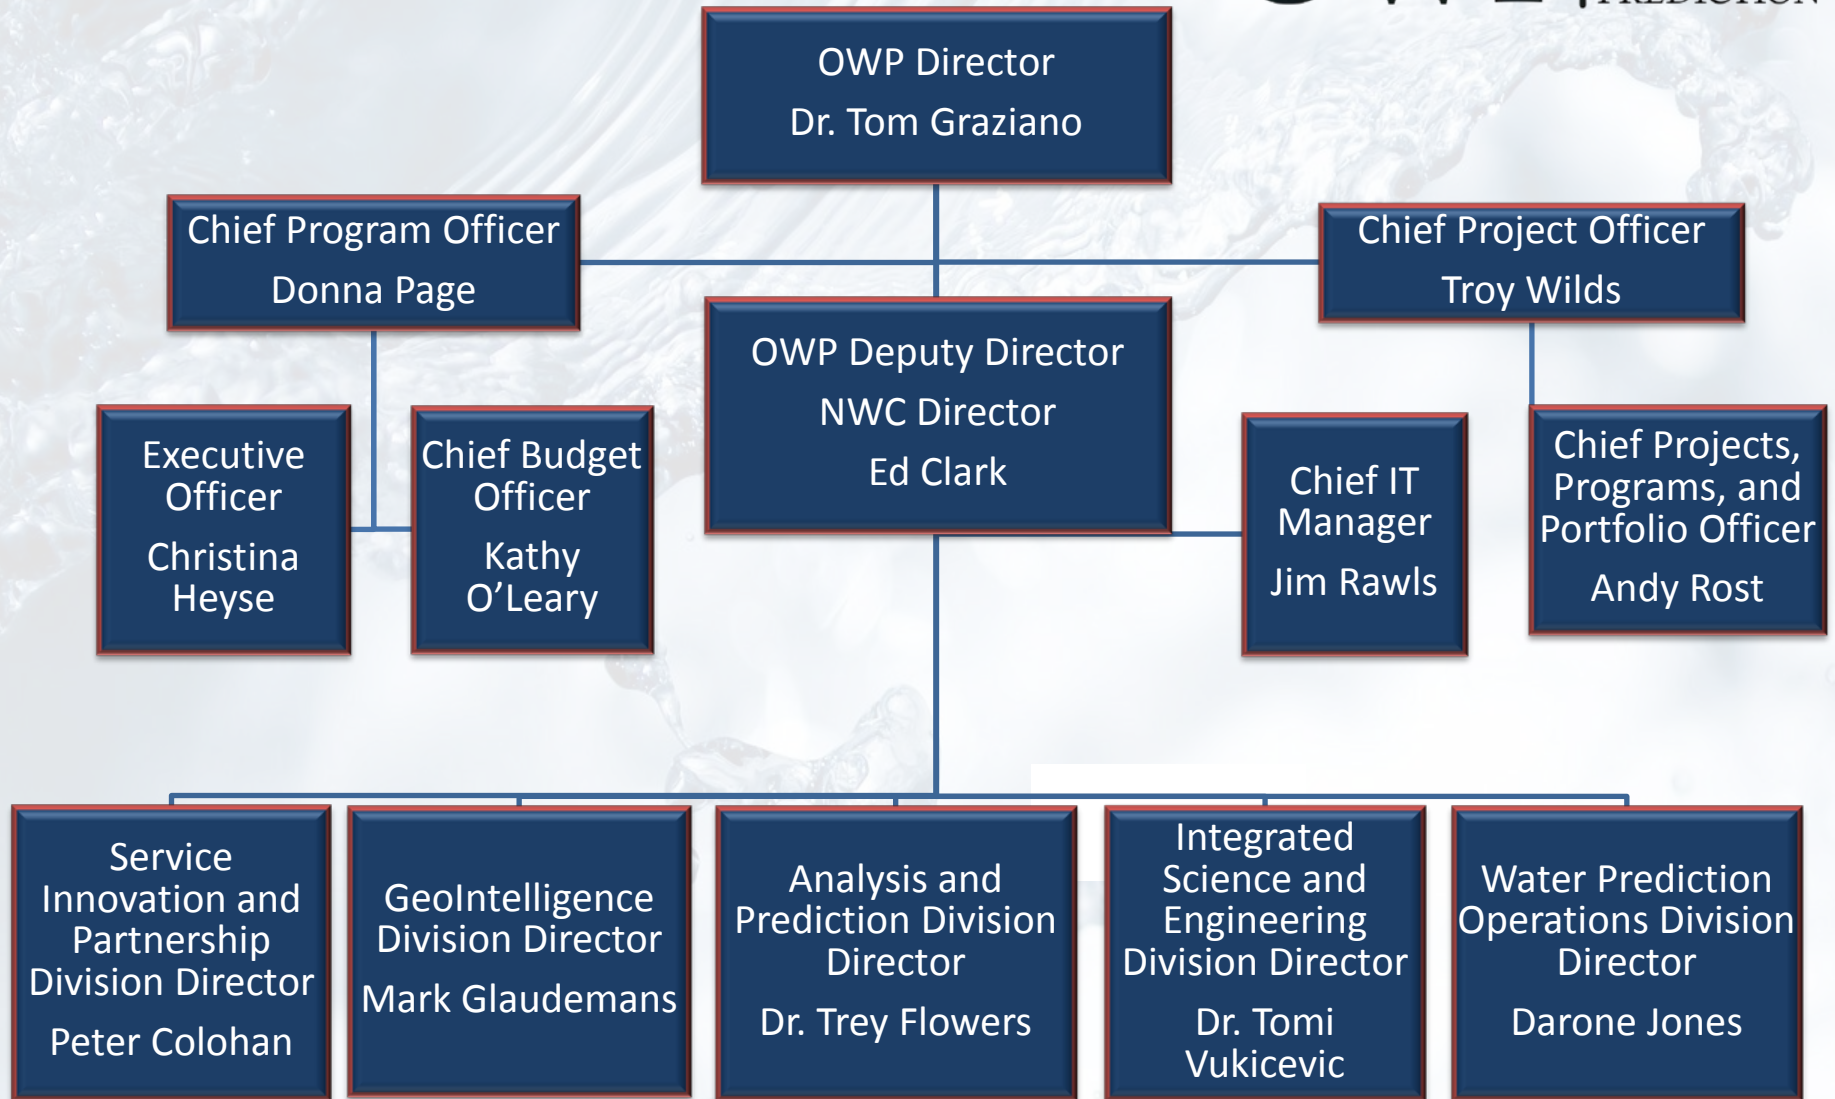 PREDICTION
OWP Director
Dr. Tom Graziano
Chief Program Officer
Donna Page
Chief Project Officer
Troy Wilds
OWP Deputy Director
NWC Director
Ed Clark
Executive
Officer
Christina
Heyse
Chief Budget
Officer
Kathy
O’Leary
Chief IT
Manager
Jim Rawls
Chief Projects,
Programs, and
Portfolio Officer
Andy Rost
Service
Innovation and
Partnership
Division Director
Peter Colohan
GeoIntelligence
Division Director
Mark Glaudemans
Analysis and
Prediction Division
Director
Dr. Trey Flowers
Integrated
Science and
Engineering
Division Director
Dr. Tomi
Vukicevic
Water Prediction
Operations Division
Director
Darone Jones